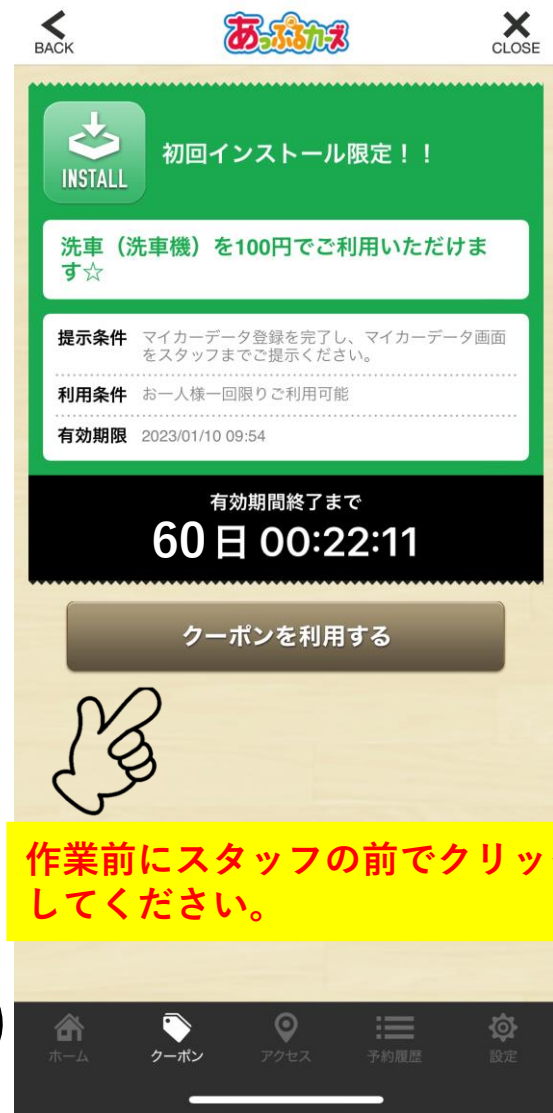 BACK
あっぷるカーズ
CLOSE
INSTALL
初回インストール限定！！
洗車（洗車機）を100円でご利用いただけま
す☆
提示条件 マイカーデータ登録を完了し、マイカーデータ画面
をスタッフまでご提示ください。
利用条件 お一人様一回限りご利用可能
有効期限 2023/01/10 09:54
有効期間終了まで
60日 00:22:11
クーポンを利用する
作業前にスタッフの前でクリッ
してください。
ホーム クーポン アクセス 予約履歴 設定